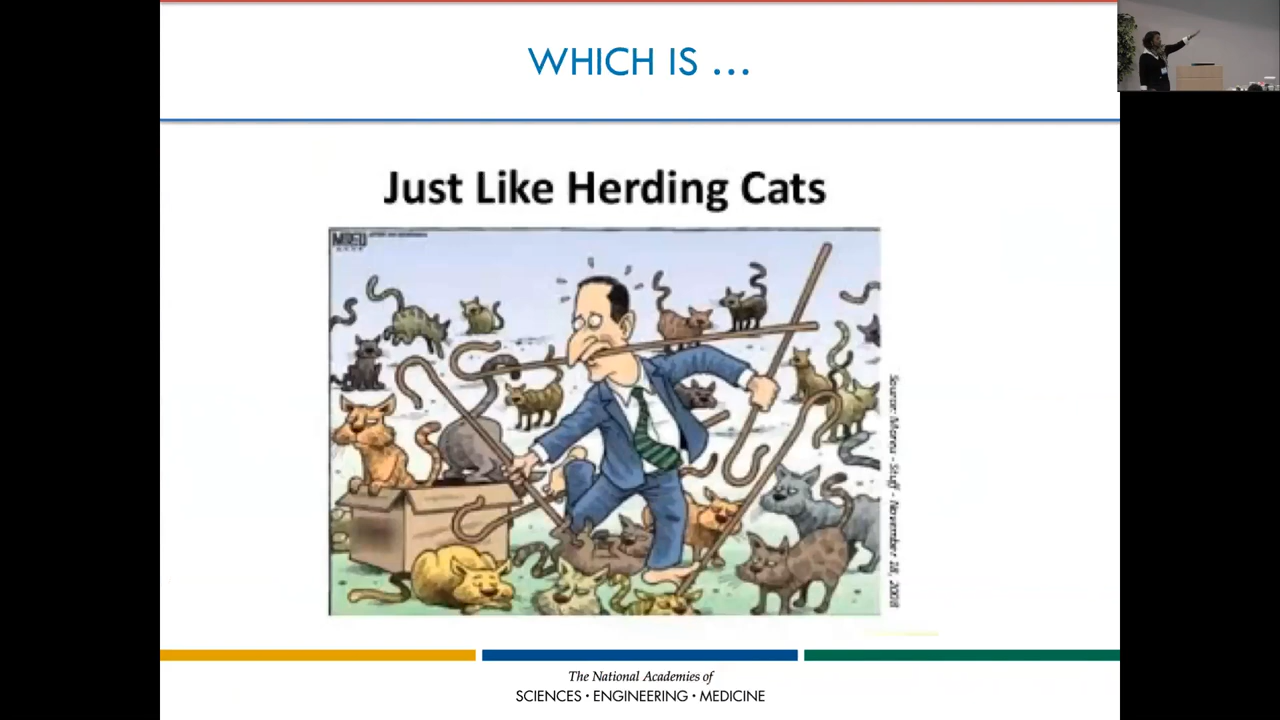 WHICH IS ...
Just Like Herding Cats
Source: Moreu - Stuff - November 18, 2008
The National Academies of
SCIENCES · ENGINEERING · MEDICINE